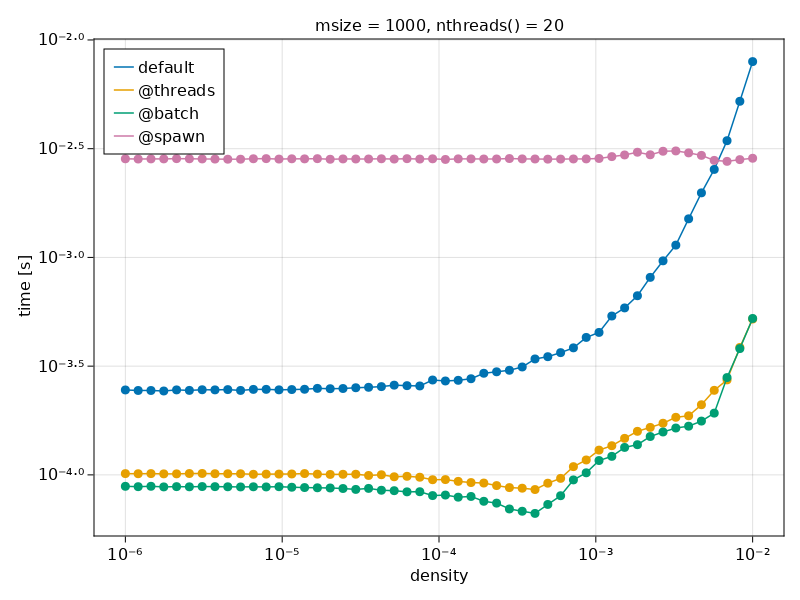 msize = 1000, nthreads() = 20
10⁻²·⁰
10⁻²·⁵
10⁻³·⁰
10⁻³·⁵
10⁻⁴·⁰
time [s]
default
@threads
@batch
@spawn
10⁻⁶ 10⁻⁵ 10⁻⁴ 10⁻³ 10⁻²
density